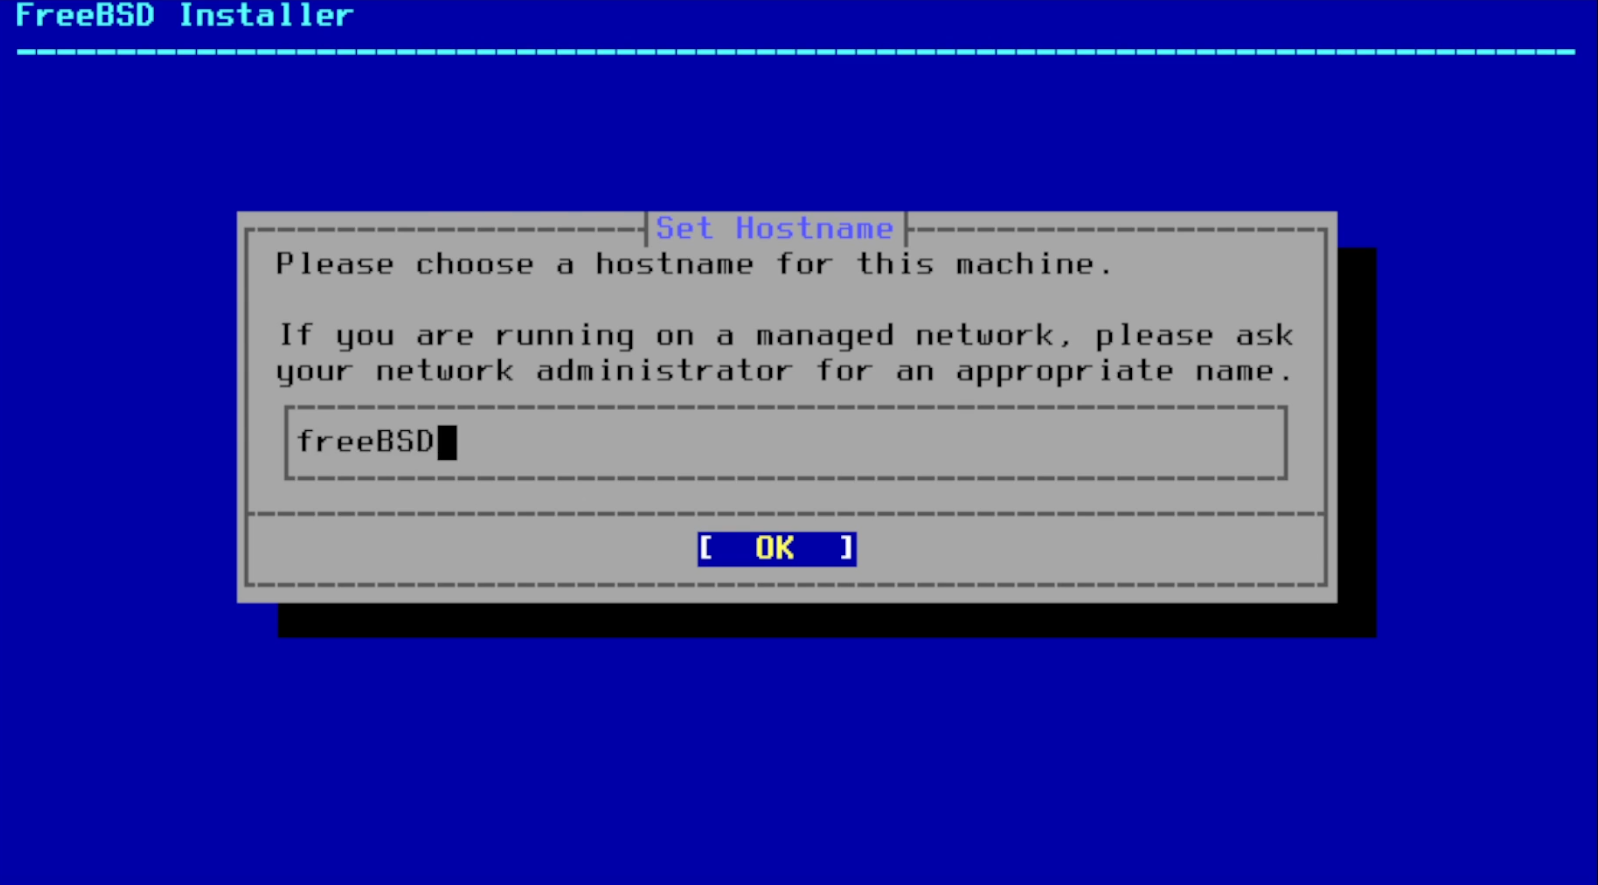 FreeBSD Installer
Set Hostname
Please choose a hostname for this machine.
If you are running on a managed network, please ask
your network administrator for an appropriate name.
freeBSD
[ OK ]